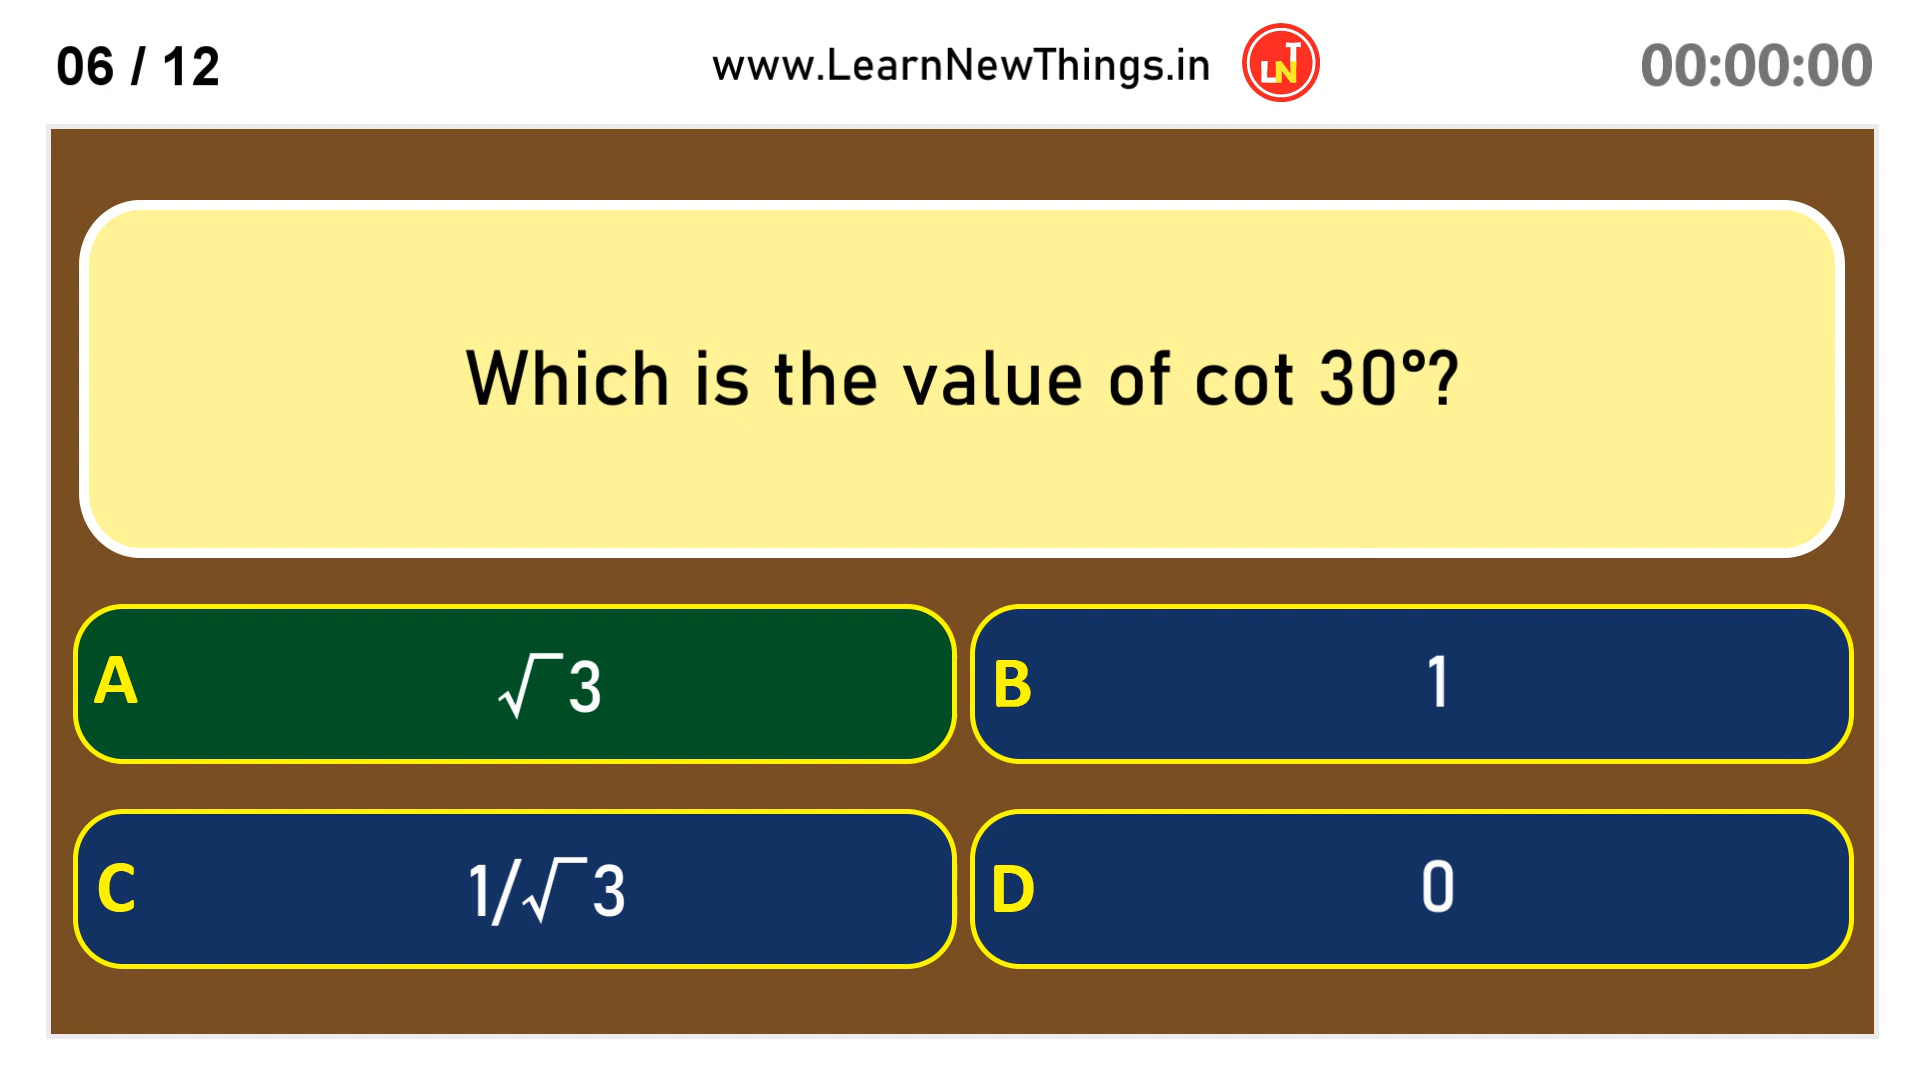 06 / 12
www.LearnNewThings.in
LNT
00:00:00
Which is the value of cot 30°?
A
√3
B
1
C
1/√3
D
0